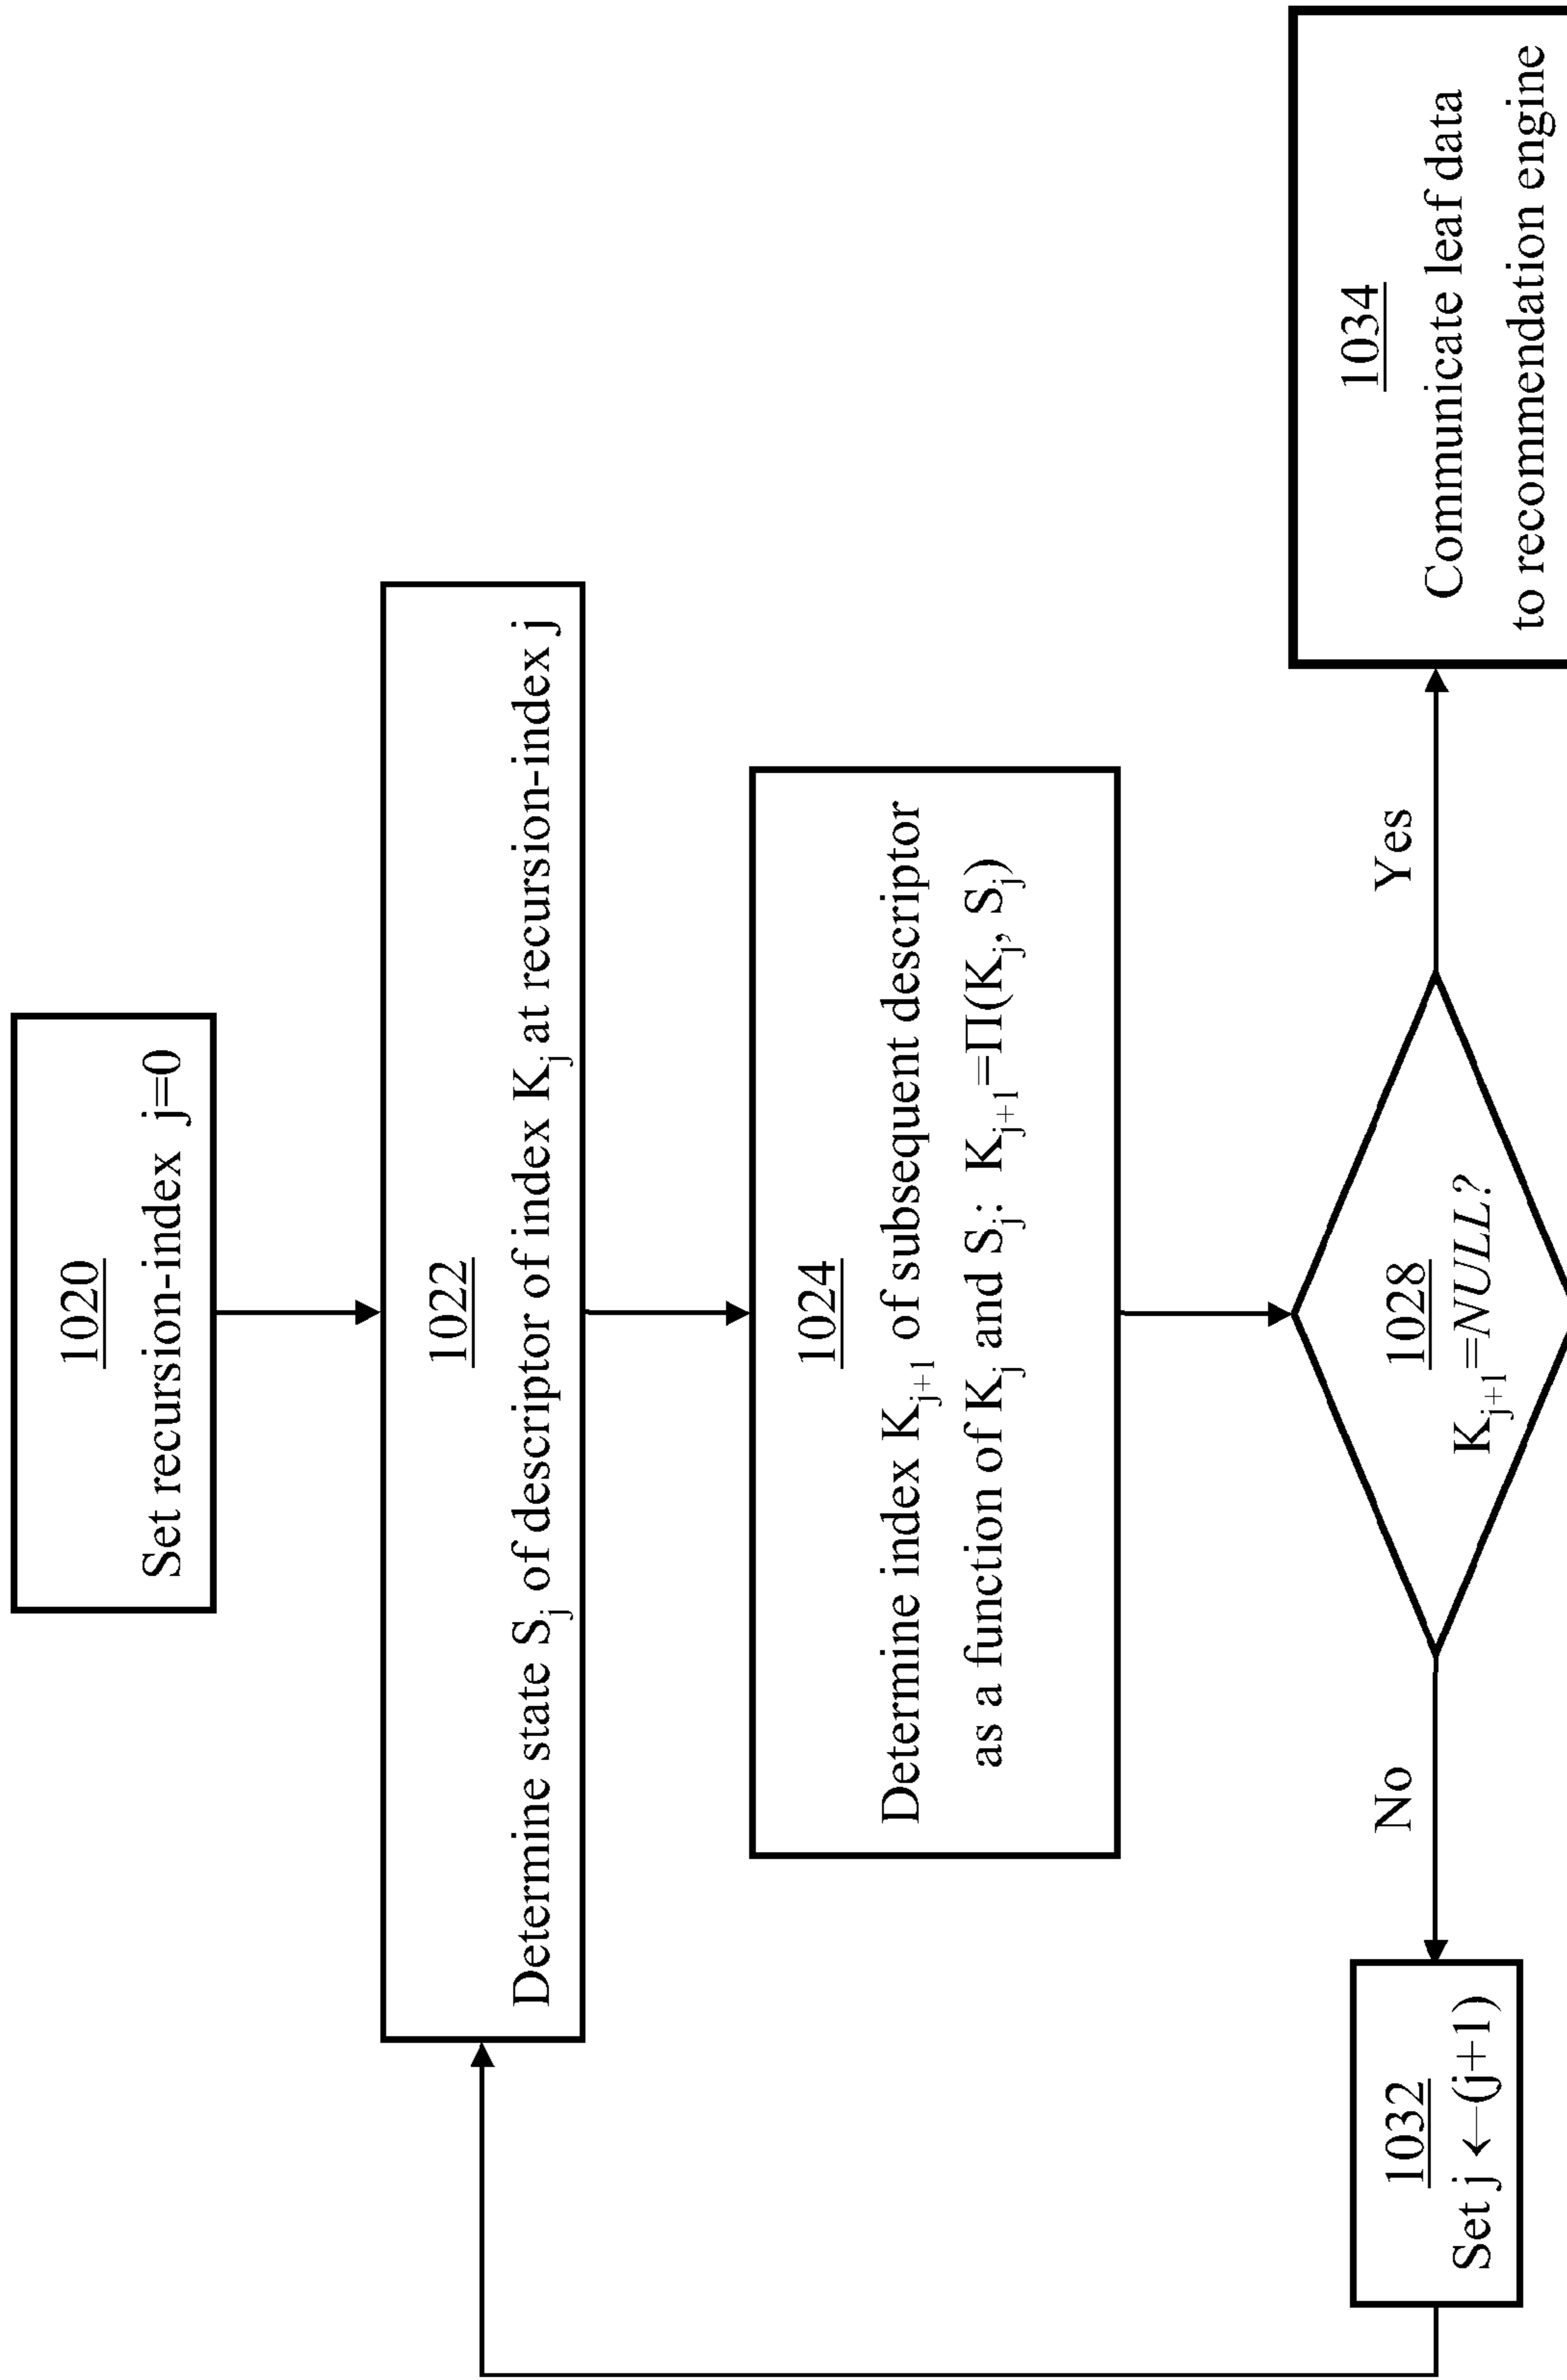 1020
Set recursion-index j=0
1022
Determine state S_j of descriptor of index K_j at recursion-index j
1024
Determine index K_{j+1} of subsequent descriptor
as a function of K_j and S_j: K_{j+1}=Π(K_j, S_j)
1028
K_{j+1}=NULL?
No
Yes
1032
Set j ←(j+1)
1034
Communicate leaf data
to recommendation engine